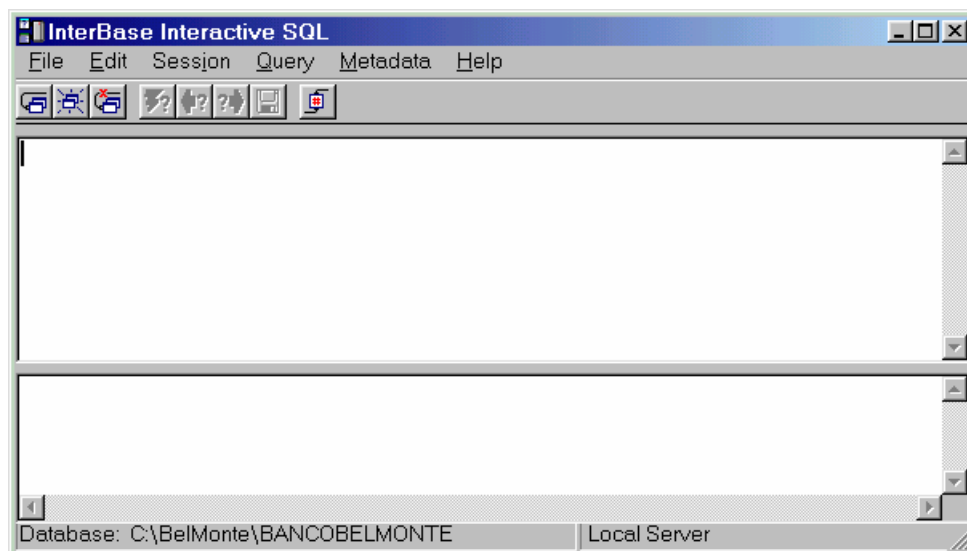 InterBase Interactive SQL
File Edit Session Query Metadata Help
Database: C:\BelMonte\BANCOBELMONTE Local Server